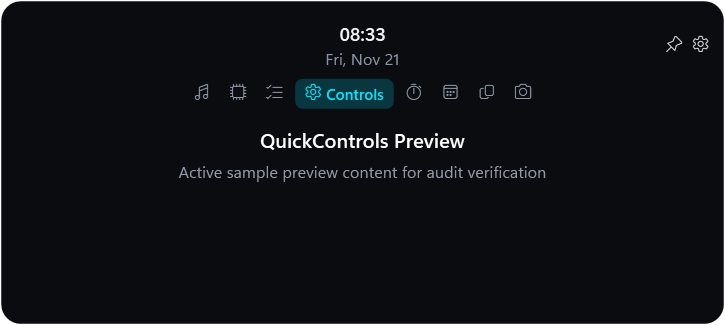 08:33
Fri, Nov 21
Controls
QuickControls Preview
Active sample preview content for audit verification